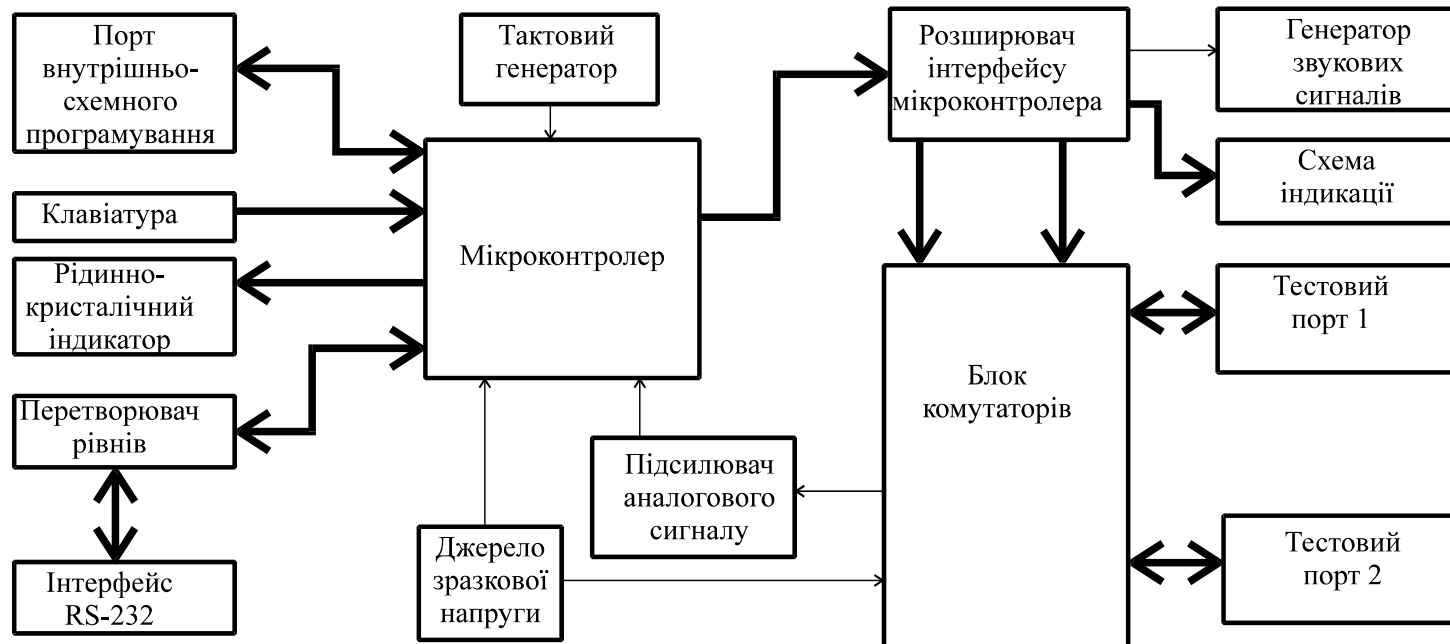 Порт
внутрішньо-
схемного
програмування
Тактовий
генератор
Розширювач
інтерфейсу
мікроконтролера
Генератор
звукових
сигналів
Схема
індикації
Клавіатура
Мікроконтролер
Рідинно-
кристалічний
індикатор
Тестовий
порт 1
Блок
комутаторів
Перетворювач
рівнів
Підсилювач
аналогового
сигналу
Джерело
зразкової
напруги
Тестовий
порт 2
Інтерфейс
RS-232